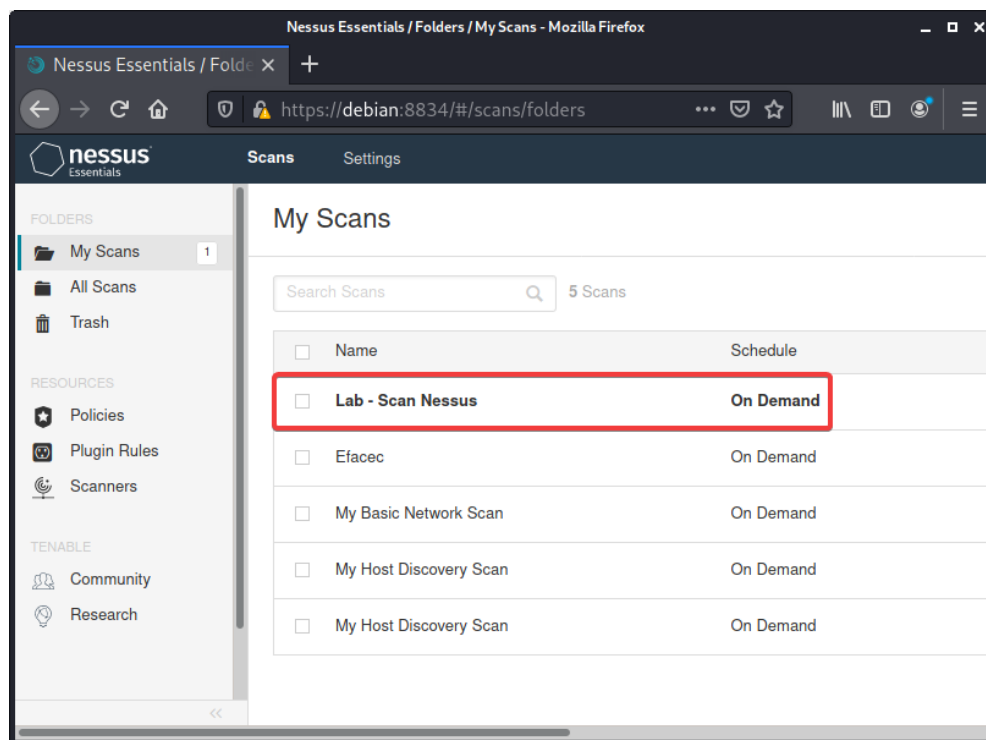 Nessus Essentials / Folders / My Scans - Mozilla Firefox
Nessus Essentials / Folde
https://debian:8834/#/scans/folders
nessus
Essentials
Scans
Settings
FOLDERS
My Scans
1
All Scans
Trash
RESOURCES
Policies
Plugin Rules
Scanners
TENABLE
Community
Research
My Scans
Search Scans
5 Scans
Name
Schedule
Lab - Scan Nessus
On Demand
Efacec
On Demand
My Basic Network Scan
On Demand
My Host Discovery Scan
On Demand
My Host Discovery Scan
On Demand